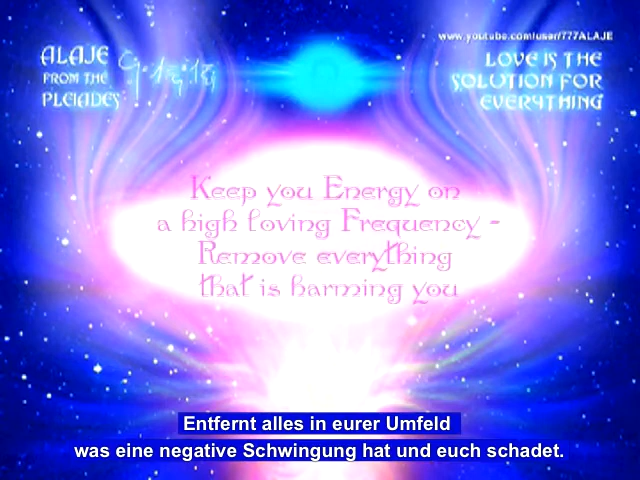 www.youtube.com/user/777ALAJE
ALAJE
FROM THE
PLEIADES
LOVE IS THE
SOLUTION FOR
EVERYTHING
Keep you Energy on
a high loving Frequency -
Remove everything
that is harming you
Entfernt alles in eurer Umfeld
was eine negative Schwingung hat und euch schadet.